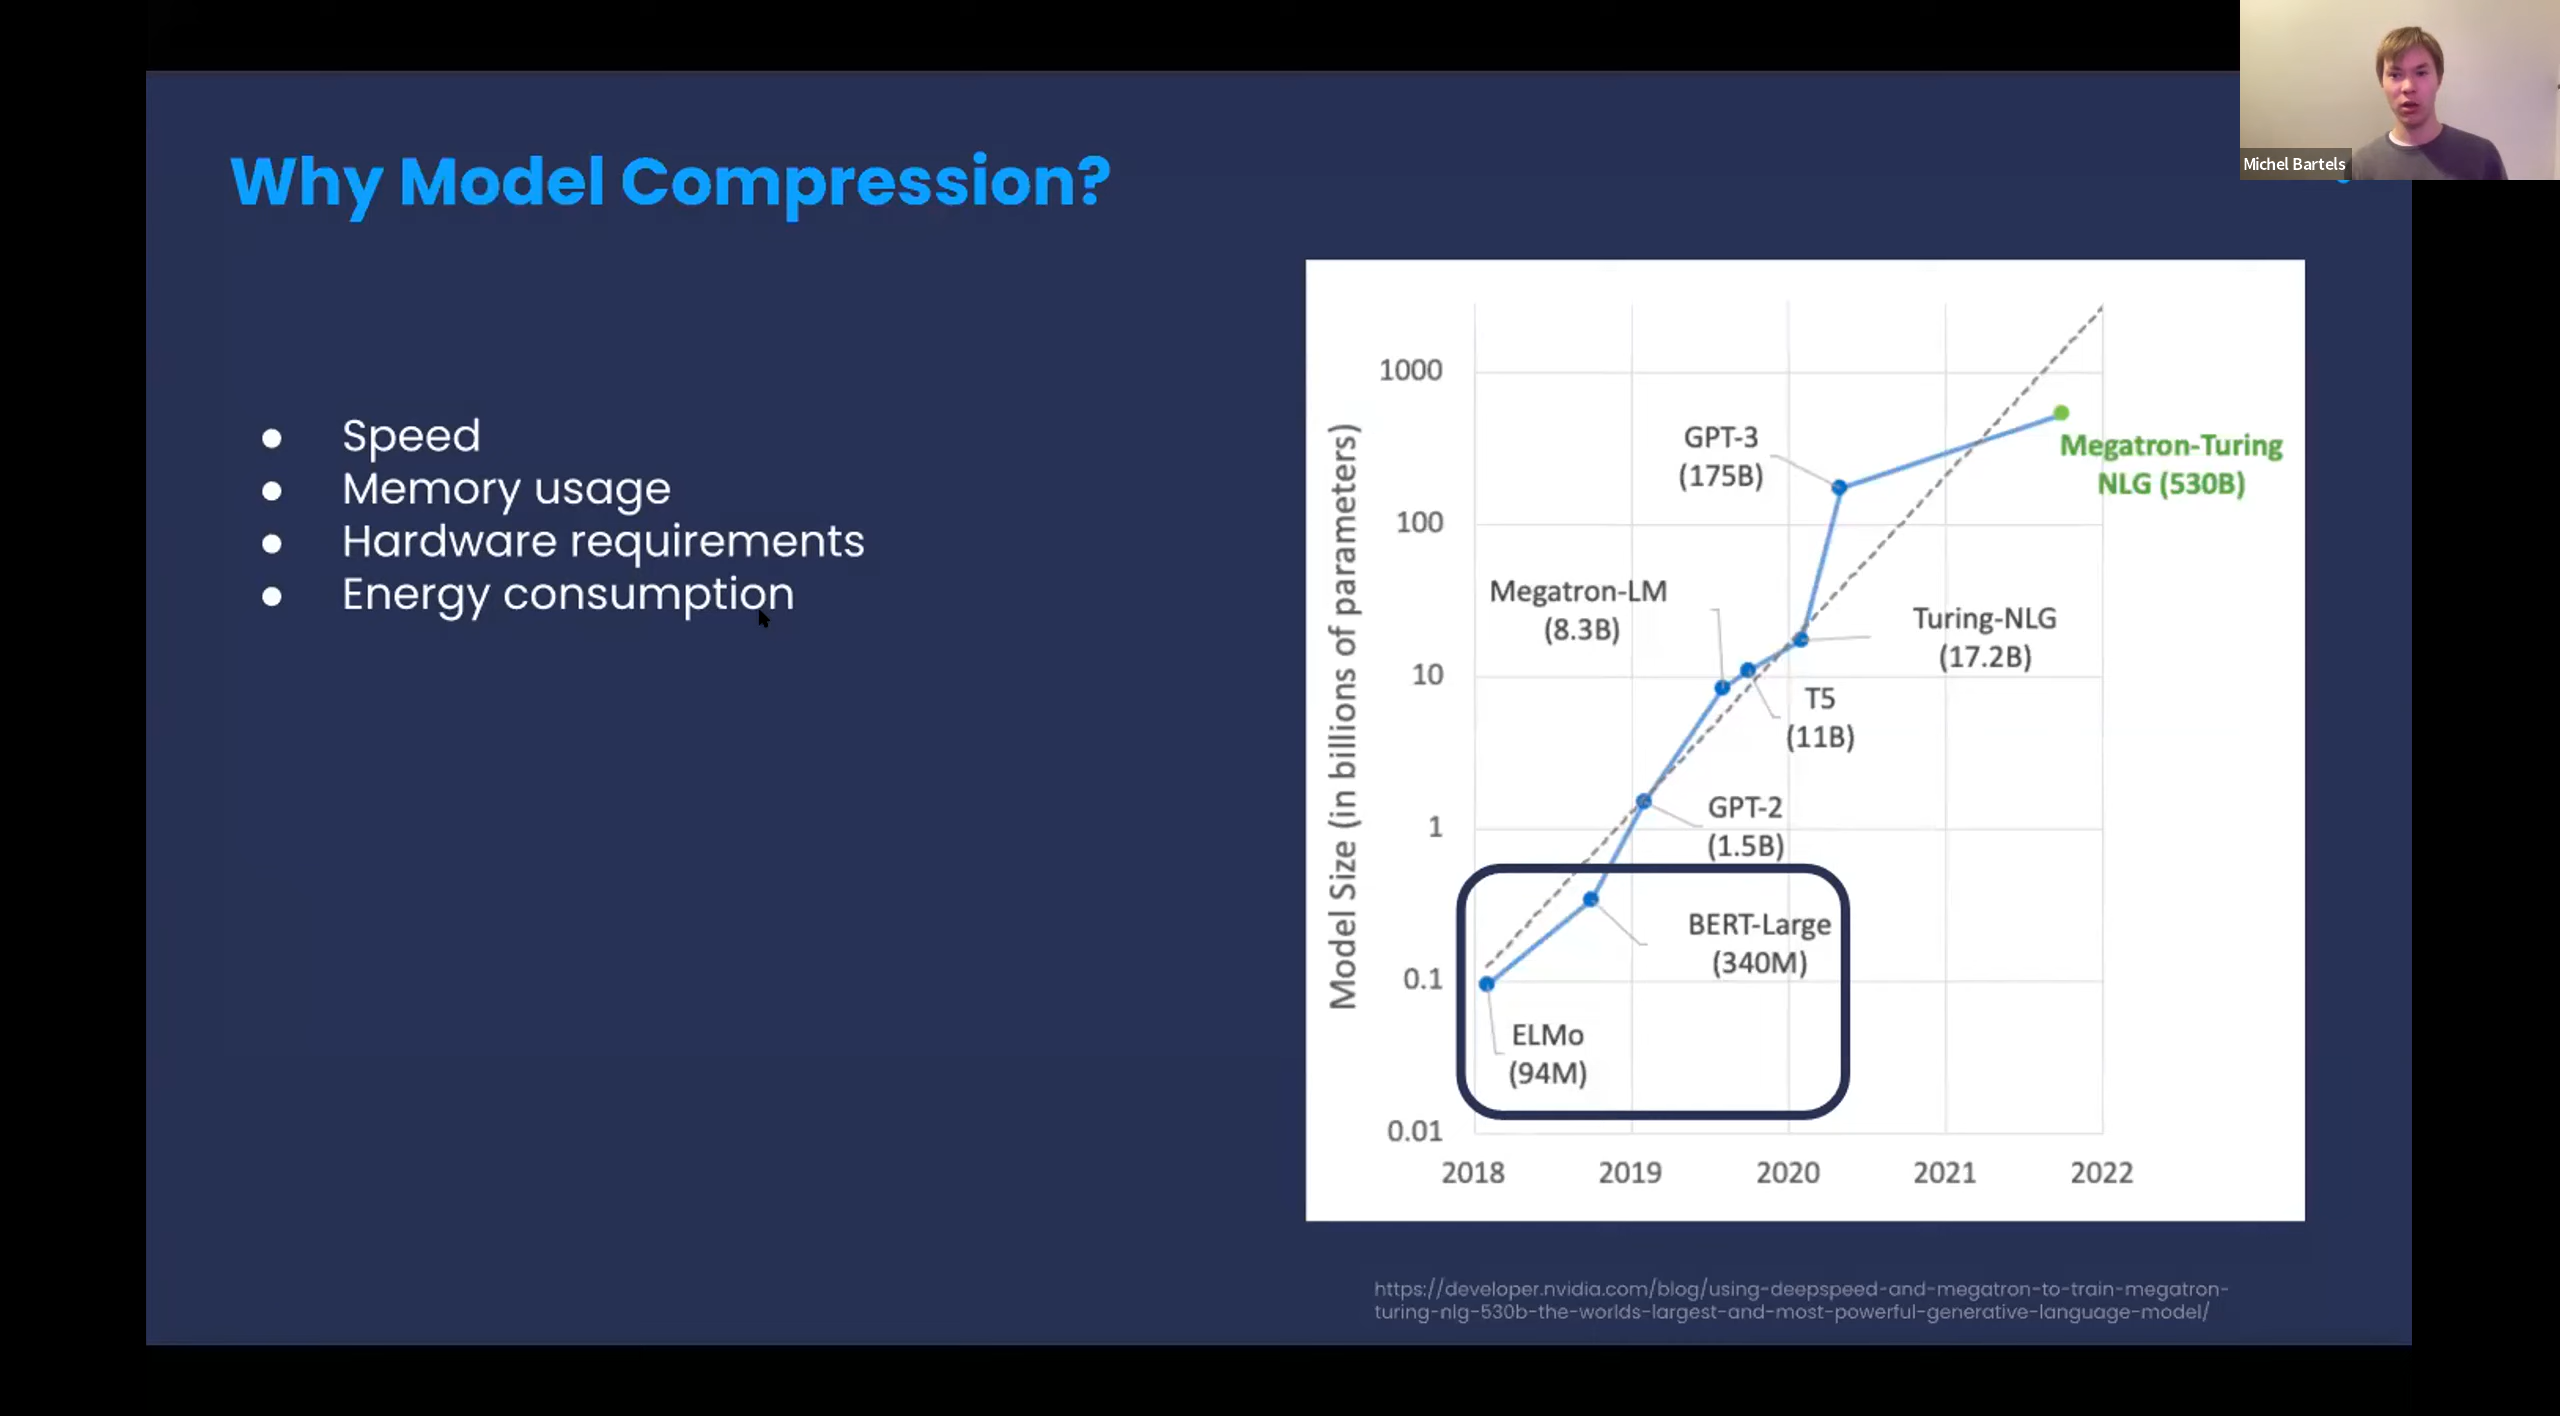 Michel Bartels
Why Model Compression?
● Speed
● Memory usage
● Hardware requirements
● Energy consumption
Model Size (in billions of parameters)
1000
100
10
1
0.1
0.01
2018 2019 2020 2021 2022
GPT-3
(175B)
Megatron-Turing
NLG (530B)
Megatron-LM
(8.3B)
Turing-NLG
(17.2B)
T5
(11B)
GPT-2
(1.5B)
BERT-Large
(340M)
ELMo
(94M)
https://developer.nvidia.com/blog/using-deepspeed-and-megatron-to-train-megatron-
turing-nlg-530b-the-worlds-largest-and-most-powerful-generative-language-model/